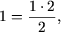 1 = \frac{1 \cdot 2}{2},